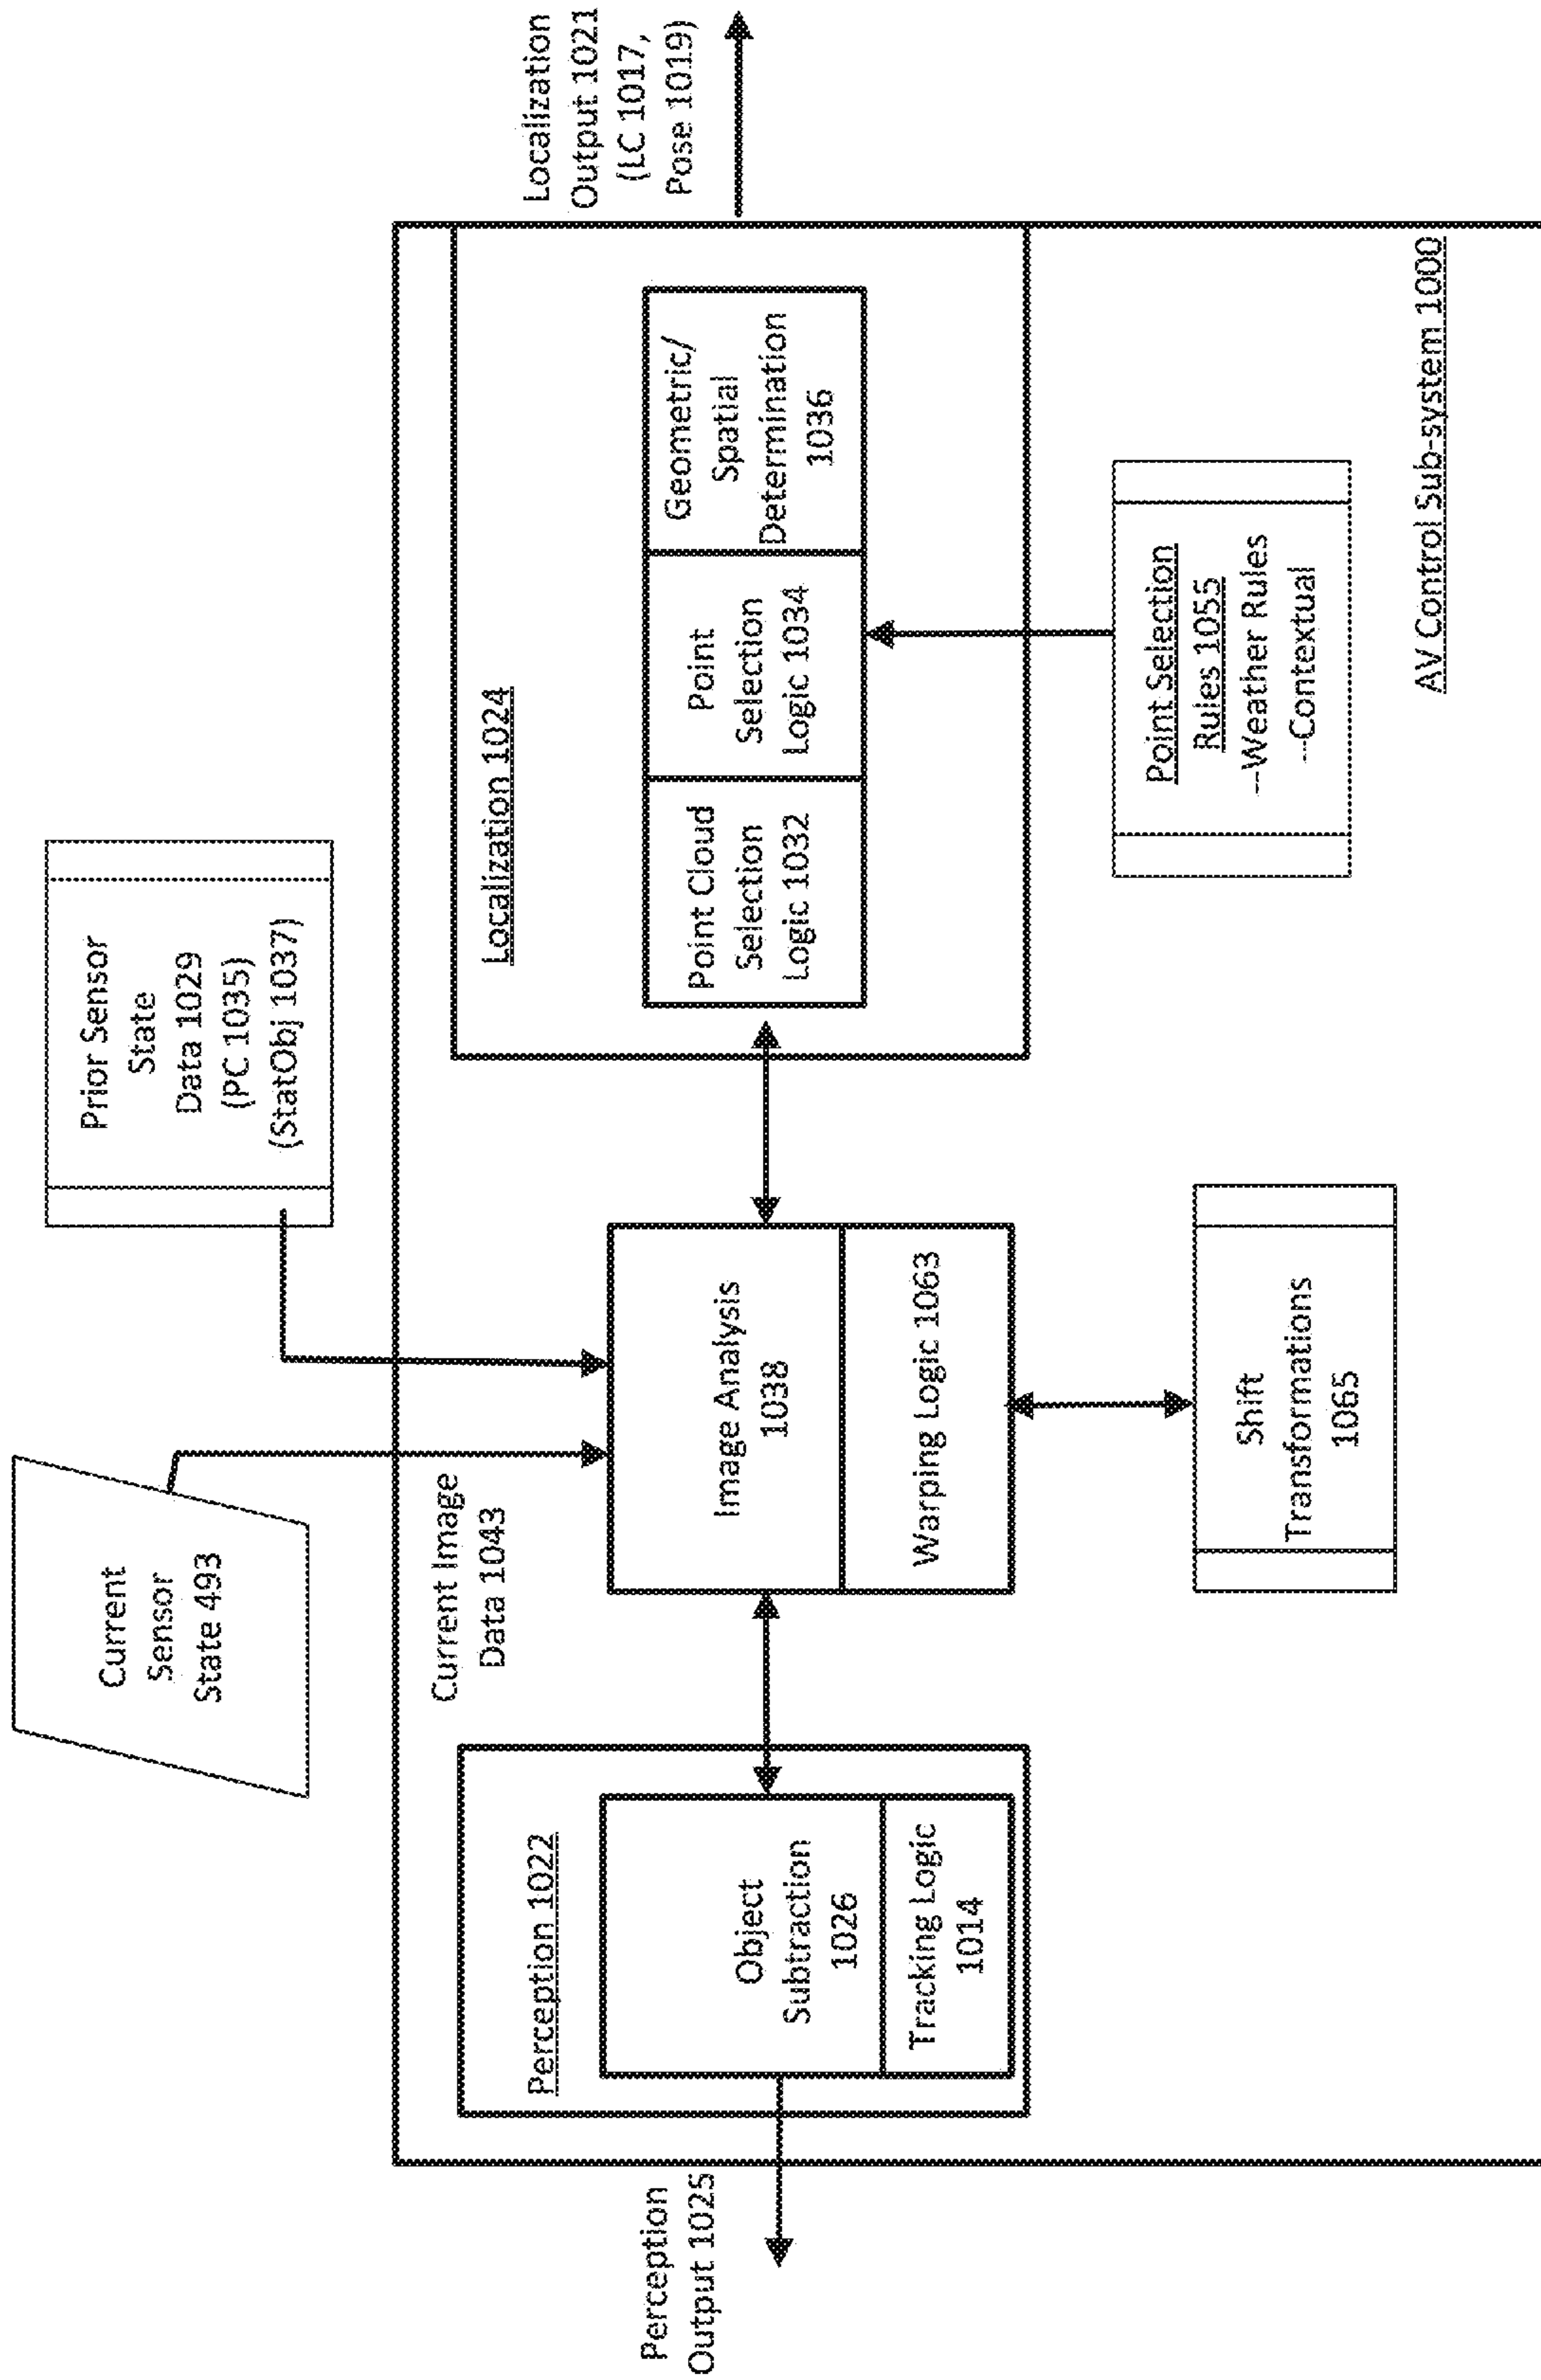 Current
Sensor
State 493
Prior Sensor
State
Data 1029
(PC 1035)
(StatObj 1037)
Current Image
Data 1043
Perception
Output 1025
Perception 1022
Object
Subtraction
1026
Tracking Logic
1014
Image Analysis
1038
Warping Logic 1063
Shift
Transformations
1065
Localization 1024
Point Cloud
Selection
Logic 1032
Point
Selection
Logic 1034
Geometric/
Spatial
Determination
1036
Point Selection
Rules 1055
--Weather Rules
--Contextual
Localization
Output 1021
(LC 1017,
Pose 1019)
AV Control Sub-system 1000